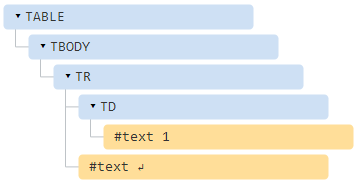 ▾ TABLE
▾ TBODY
▾ TR
▾ TD
#text 1
#text ↲